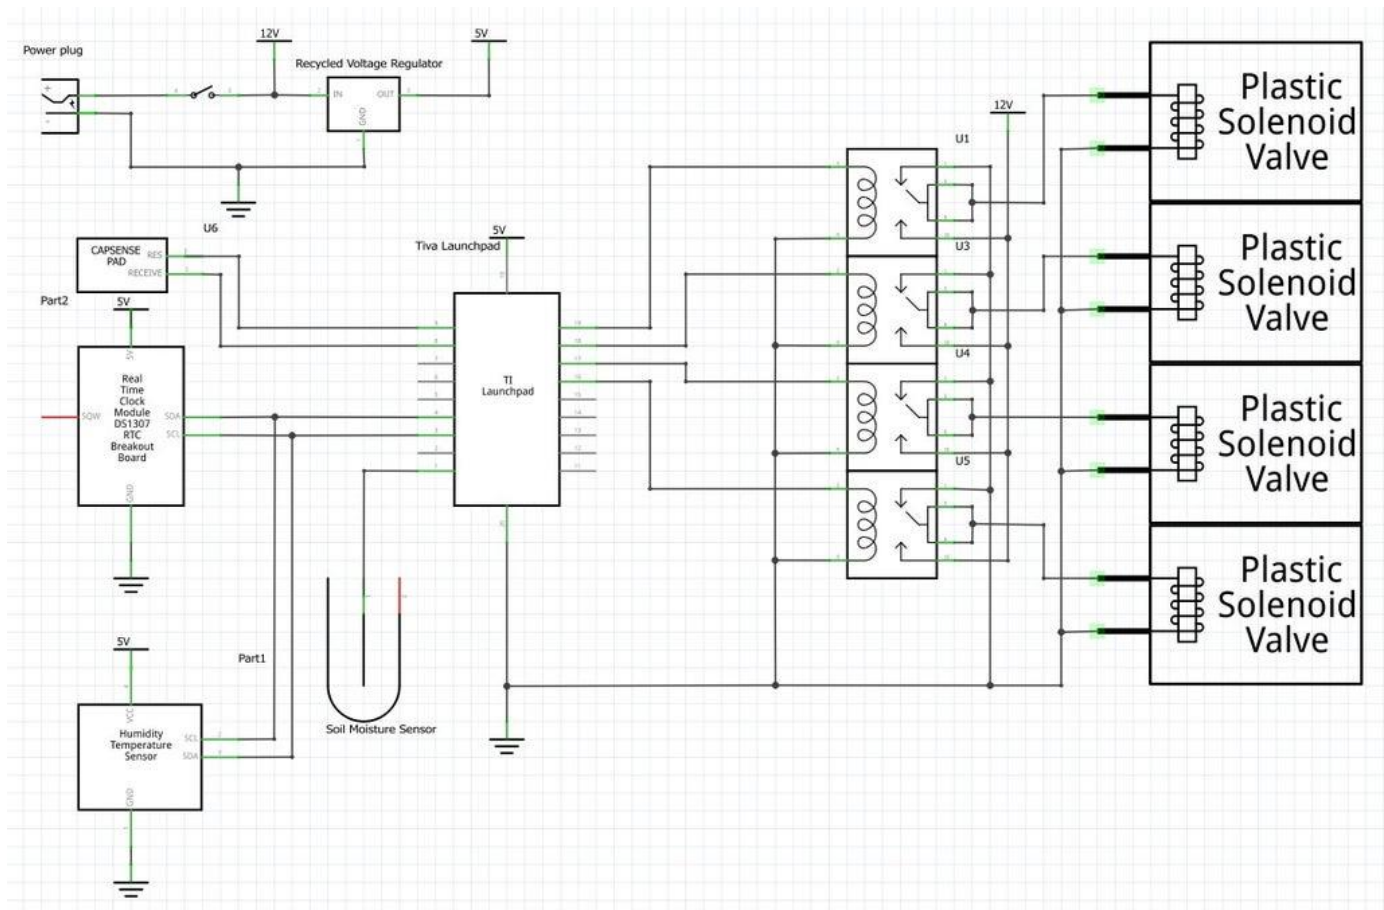 Power plug
12V
5V
Recycled Voltage Regulator
IN
OUT
GND
12V
U1
U3
U4
U5
Plastic
Solenoid
Valve
Plastic
Solenoid
Valve
Plastic
Solenoid
Valve
Plastic
Solenoid
Valve
U6
CAPSENSE
PAD
RES
RECEIVE
Tiva Launchpad
5V
TI
Launchpad
Part2
5V
5V
Real
Time
Clock
Module
DS1307
RTC
Breakout
Board
SQW
SDA
SCL
GND
5V
Part1
VCC
Humidity
Temperature
Sensor
SCL
SDA
GND
Soil Moisture Sensor